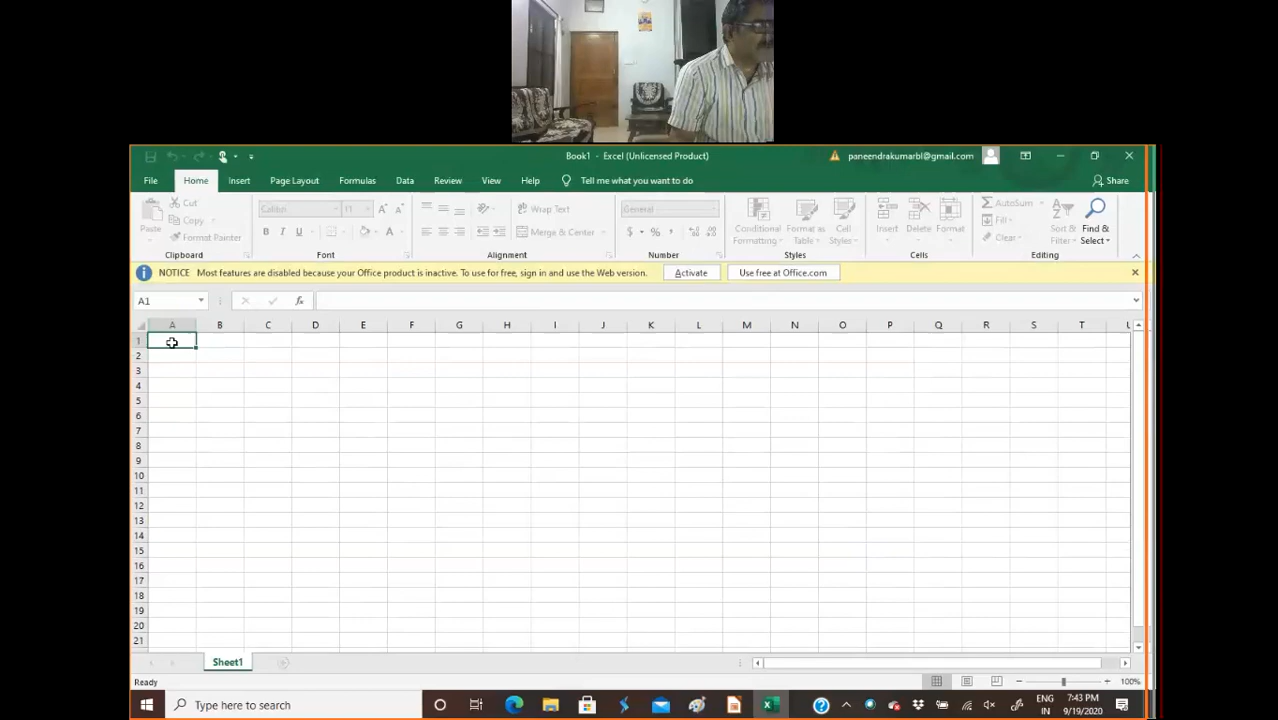 Book1 - Excel (Unlicensed Product)
paneendrakumarbl@gmail.com
File Home Insert Page Layout Formulas Data Review View Help Tell me what you want to do Share
Paste Cut Copy Format Painter Clipboard
Calibri 11 B I U A Font
Wrap Text Merge & Center Alignment
General $ % Number
Conditional Formatting Format as Table Cell Styles Styles
Insert Delete Format Cells
AutoSum Fill Clear Sort & Filter Find & Select Editing
NOTICE Most features are disabled because your Office product is inactive. To use for free, sign in and use the Web version. Activate Use free at Office.com
A1 fx
A B C D E F G H I J K L M N O P Q R S T U
1
2
3
4
5
6
7
8
9
10
11
12
13
14
15
16
17
18
19
20
21
Sheet1
Ready 100%
Type here to search ENG IN 7:43 PM 9/19/2020